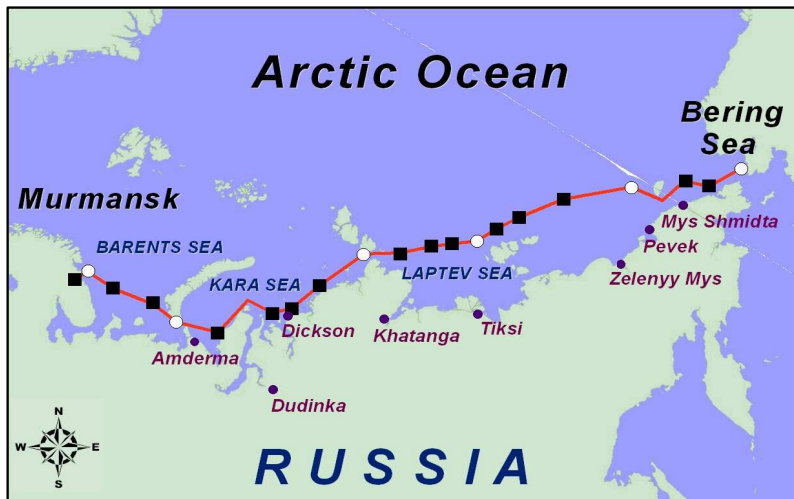 Arctic Ocean
Bering
Sea
Murmansk
BARENTS SEA
KARA SEA
LAPTEV SEA
Mys Shmidta
Pevek
Zelenyy Mys
Dickson
Khatanga
Tiksi
Amderma
Dudinka
N
W
E
S
RUSSIA